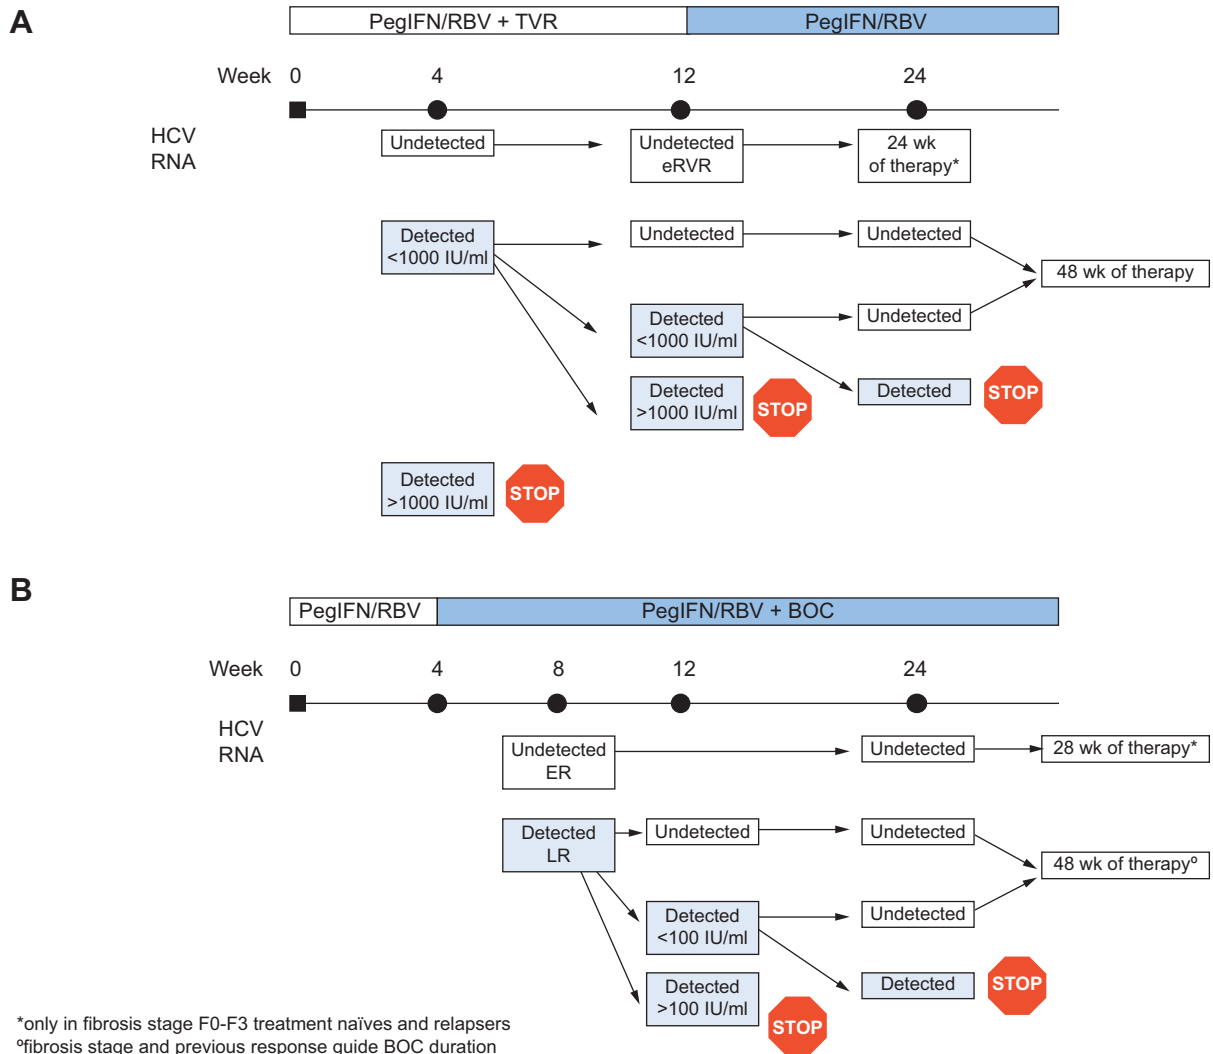 A
PegIFN/RBV + TVR
PegIFN/RBV
Week 0 4 12 24
HCV
RNA
Undetected
Undetected
eRVR
24 wk
of therapy*
Detected
<1000 IU/ml
Undetected
Undetected
48 wk of therapy
Detected
<1000 IU/ml
Undetected
Detected
>1000 IU/ml
STOP
Detected
STOP
Detected
>1000 IU/ml
STOP
B
PegIFN/RBV
PegIFN/RBV + BOC
Week 0 4 8 12 24
HCV
RNA
Undetected
ER
Undetected
28 wk of therapy*
Detected
LR
Undetected
Undetected
48 wk of therapyº
Detected
<100 IU/ml
Undetected
Detected
>100 IU/ml
STOP
Detected
STOP
*only in fibrosis stage F0-F3 treatment naïves and relapsers
ºfibrosis stage and previous response guide BOC duration